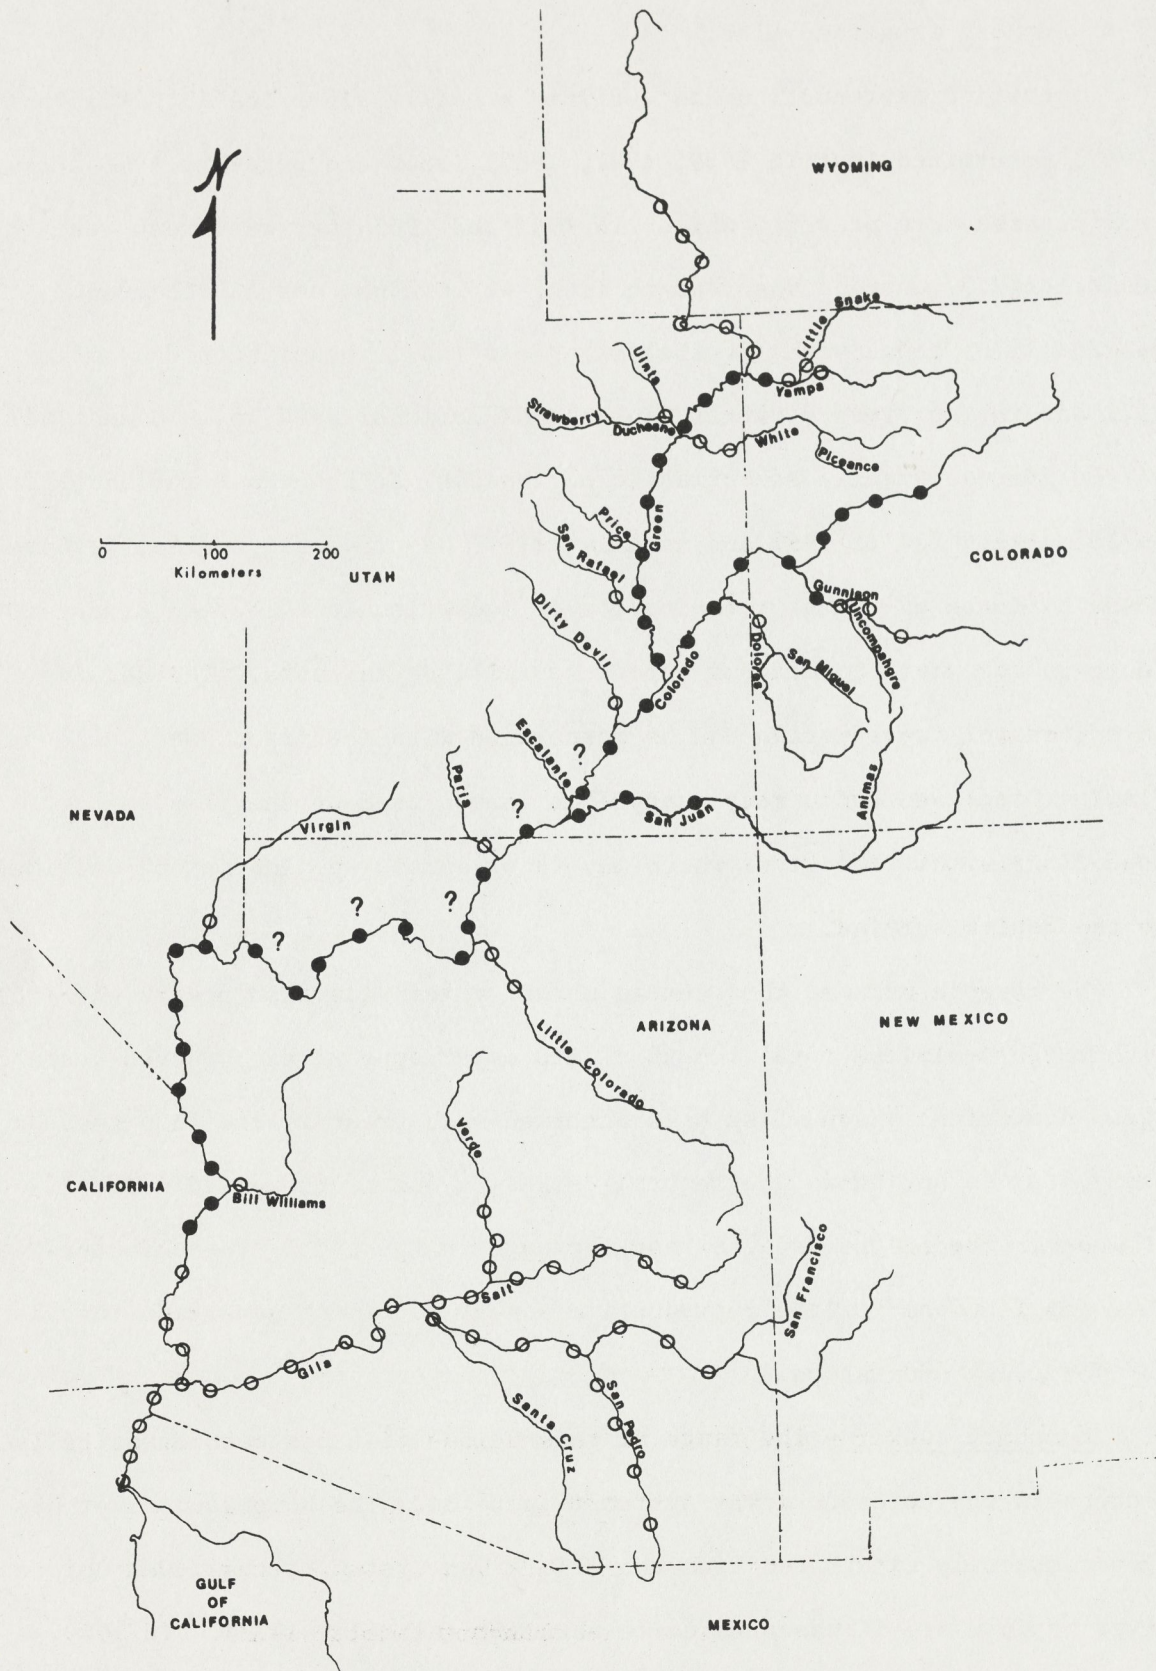 N
WYOMING
Little
Snake
Uinta
Yampa
Strawberry
Duchesne
White
Piceance
Price
Green
San Rafael
0 100 200
Kilometers
UTAH
COLORADO
Gunnison
Uncompahgre
Dirty Devil
Dolores
San Miguel
Colorado
Escalante
?
Paria
?
San Juan
Animas
NEVADA
Virgin
?
?
?
ARIZONA
NEW MEXICO
Little Colorado
Verde
CALIFORNIA
Bill Williams
San Francisco
Salt
Gila
San Pedro
Santa Cruz
GULF
OF
CALIFORNIA
MEXICO